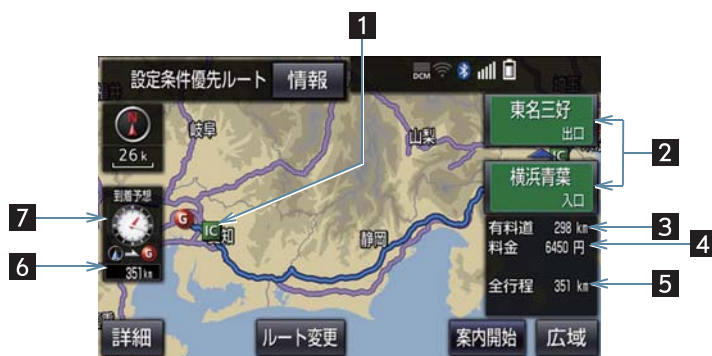 1
設定条件優先ルート 情報
DCM
東名三好
出口
2
岐阜
山梨
26k
IC
横浜青葉
入口
到着予想
7
G
IC
知
静岡
有料道 298 km
3
料金 6450 円
4
G
6
351km
全行程 351 km
5
詳細
ルート変更
案内開始
広域